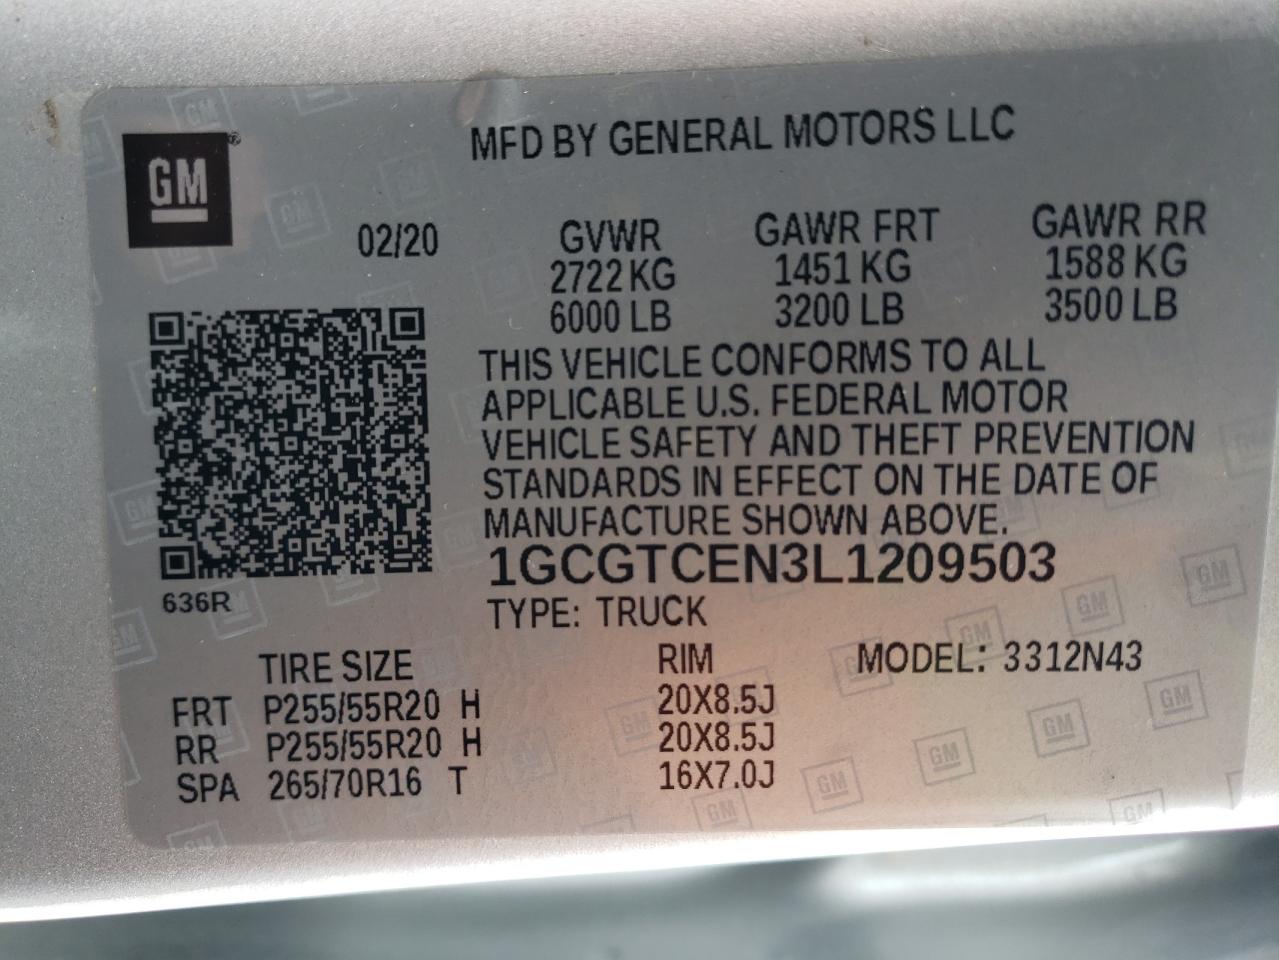 GM®
MFD BY GENERAL MOTORS LLC
02/20
GVWR GAWR FRT GAWR RR
2722 KG 1451 KG 1588 KG
6000 LB 3200 LB 3500 LB
THIS VEHICLE CONFORMS TO ALL
APPLICABLE U.S. FEDERAL MOTOR
VEHICLE SAFETY AND THEFT PREVENTION
STANDARDS IN EFFECT ON THE DATE OF
MANUFACTURE SHOWN ABOVE.
1GCGTCEN3L1209503
636R
TYPE: TRUCK
TIRE SIZE RIM MODEL: 3312N43
FRT P255/55R20 H 20X8.5J
RR P255/55R20 H 20X8.5J
SPA 265/70R16 T 16X7.0J